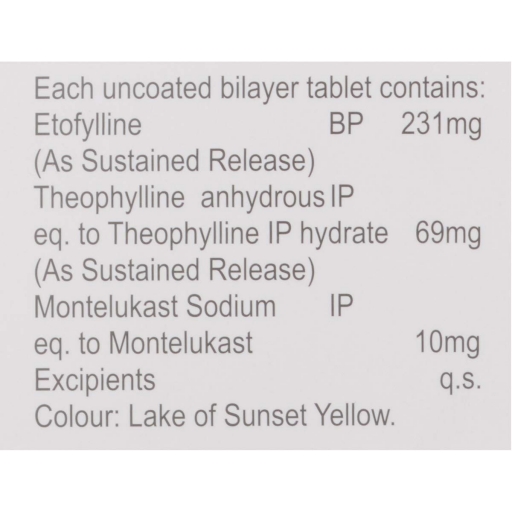 Each uncoated bilayer tablet contains:
Etofylline BP 231mg
(As Sustained Release)
Theophylline anhydrous IP
eq. to Theophylline IP hydrate 69mg
(As Sustained Release)
Montelukast Sodium IP
eq. to Montelukast 10mg
Excipients q.s.
Colour: Lake of Sunset Yellow.